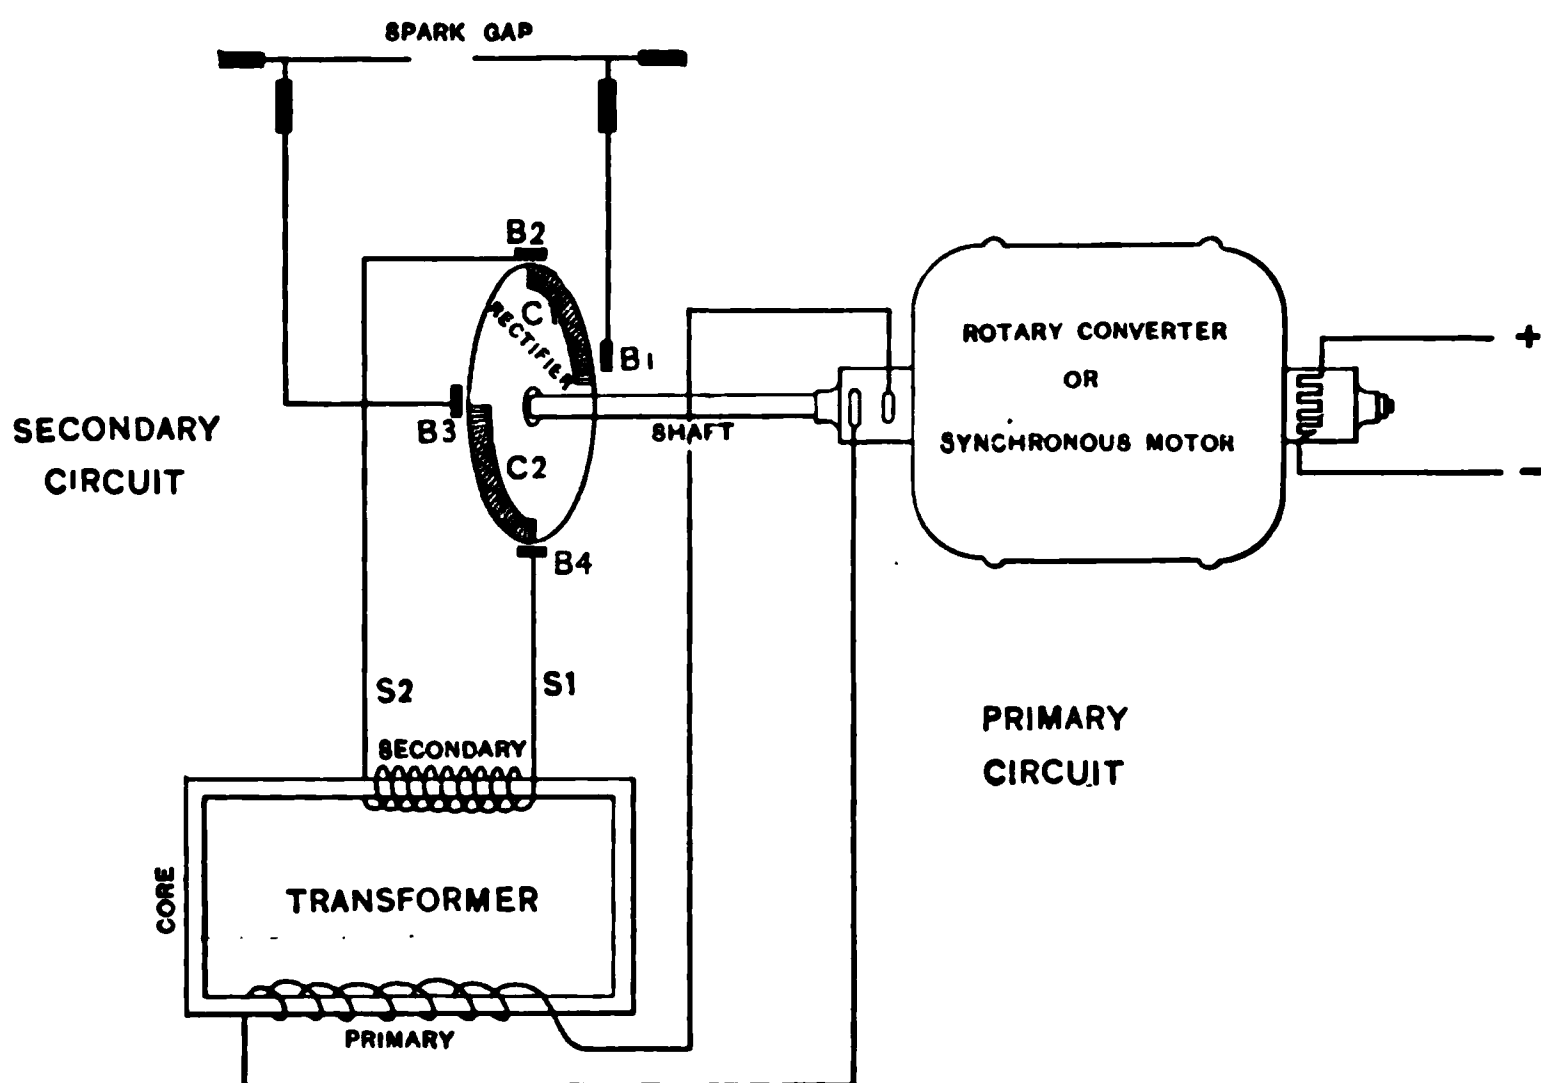 SPARK GAP
B2
C1
RECTIFIER
B1
B3
C2
B4
SHAFT
ROTARY CONVERTER
OR
SYNCHRONOUS MOTOR
+
-
SECONDARY
CIRCUIT
S2
S1
SECONDARY
PRIMARY
CIRCUIT
CORE
TRANSFORMER
PRIMARY